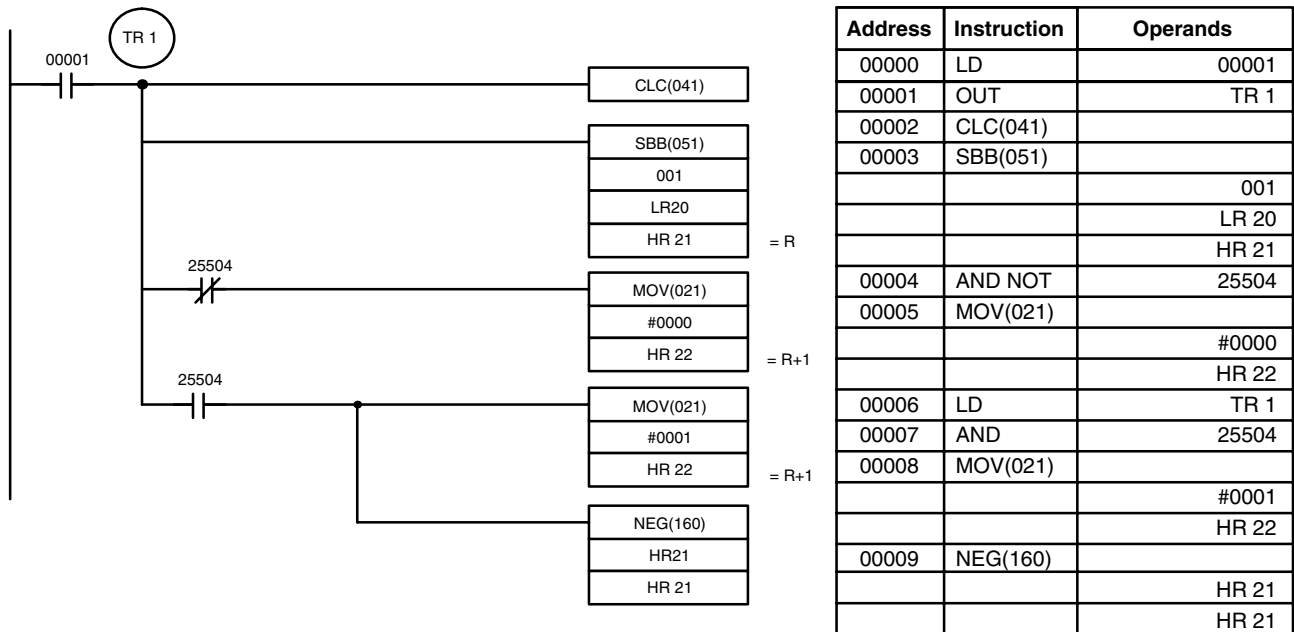 TR 1
00001
CLC(041)
SBB(051)
001
LR20
HR 21 = R
25504
MOV(021)
#0000
HR 22 = R+1
25504
MOV(021)
#0001
HR 22 = R+1
NEG(160)
HR21
HR 21
Address Instruction Operands
00000 LD 00001
00001 OUT TR 1
00002 CLC(041)
00003 SBB(051)
001
LR 20
HR 21
00004 AND NOT 25504
00005 MOV(021)
#0000
HR 22
00006 LD TR 1
00007 AND 25504
00008 MOV(021)
#0001
HR 22
00009 NEG(160)
HR 21
HR 21